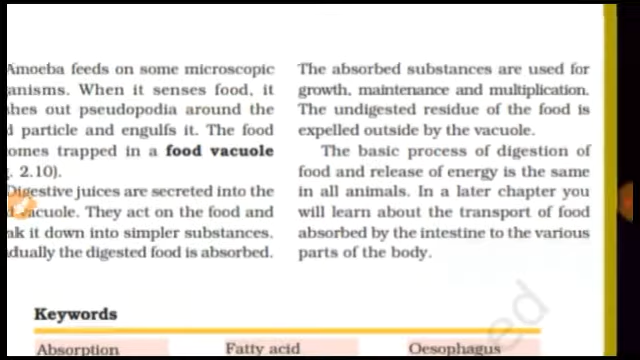 Amoeba feeds on some microscopic
anisms. When it senses food, it
hes out pseudopodia around the
d particle and engulfs it. The food
omes trapped in a food vacuole
. 2.10).
Digestive juices are secreted into the
vacuole. They act on the food and
ak it down into simpler substances.
dually the digested food is absorbed.
The absorbed substances are used for
growth, maintenance and multiplication.
The undigested residue of the food is
expelled outside by the vacuole.
The basic process of digestion of
food and release of energy is the same
in all animals. In a later chapter you
will learn about the transport of food
absorbed by the intestine to the various
parts of the body.
Keywords
Absorption
Fatty acid
Oesophagus
ed